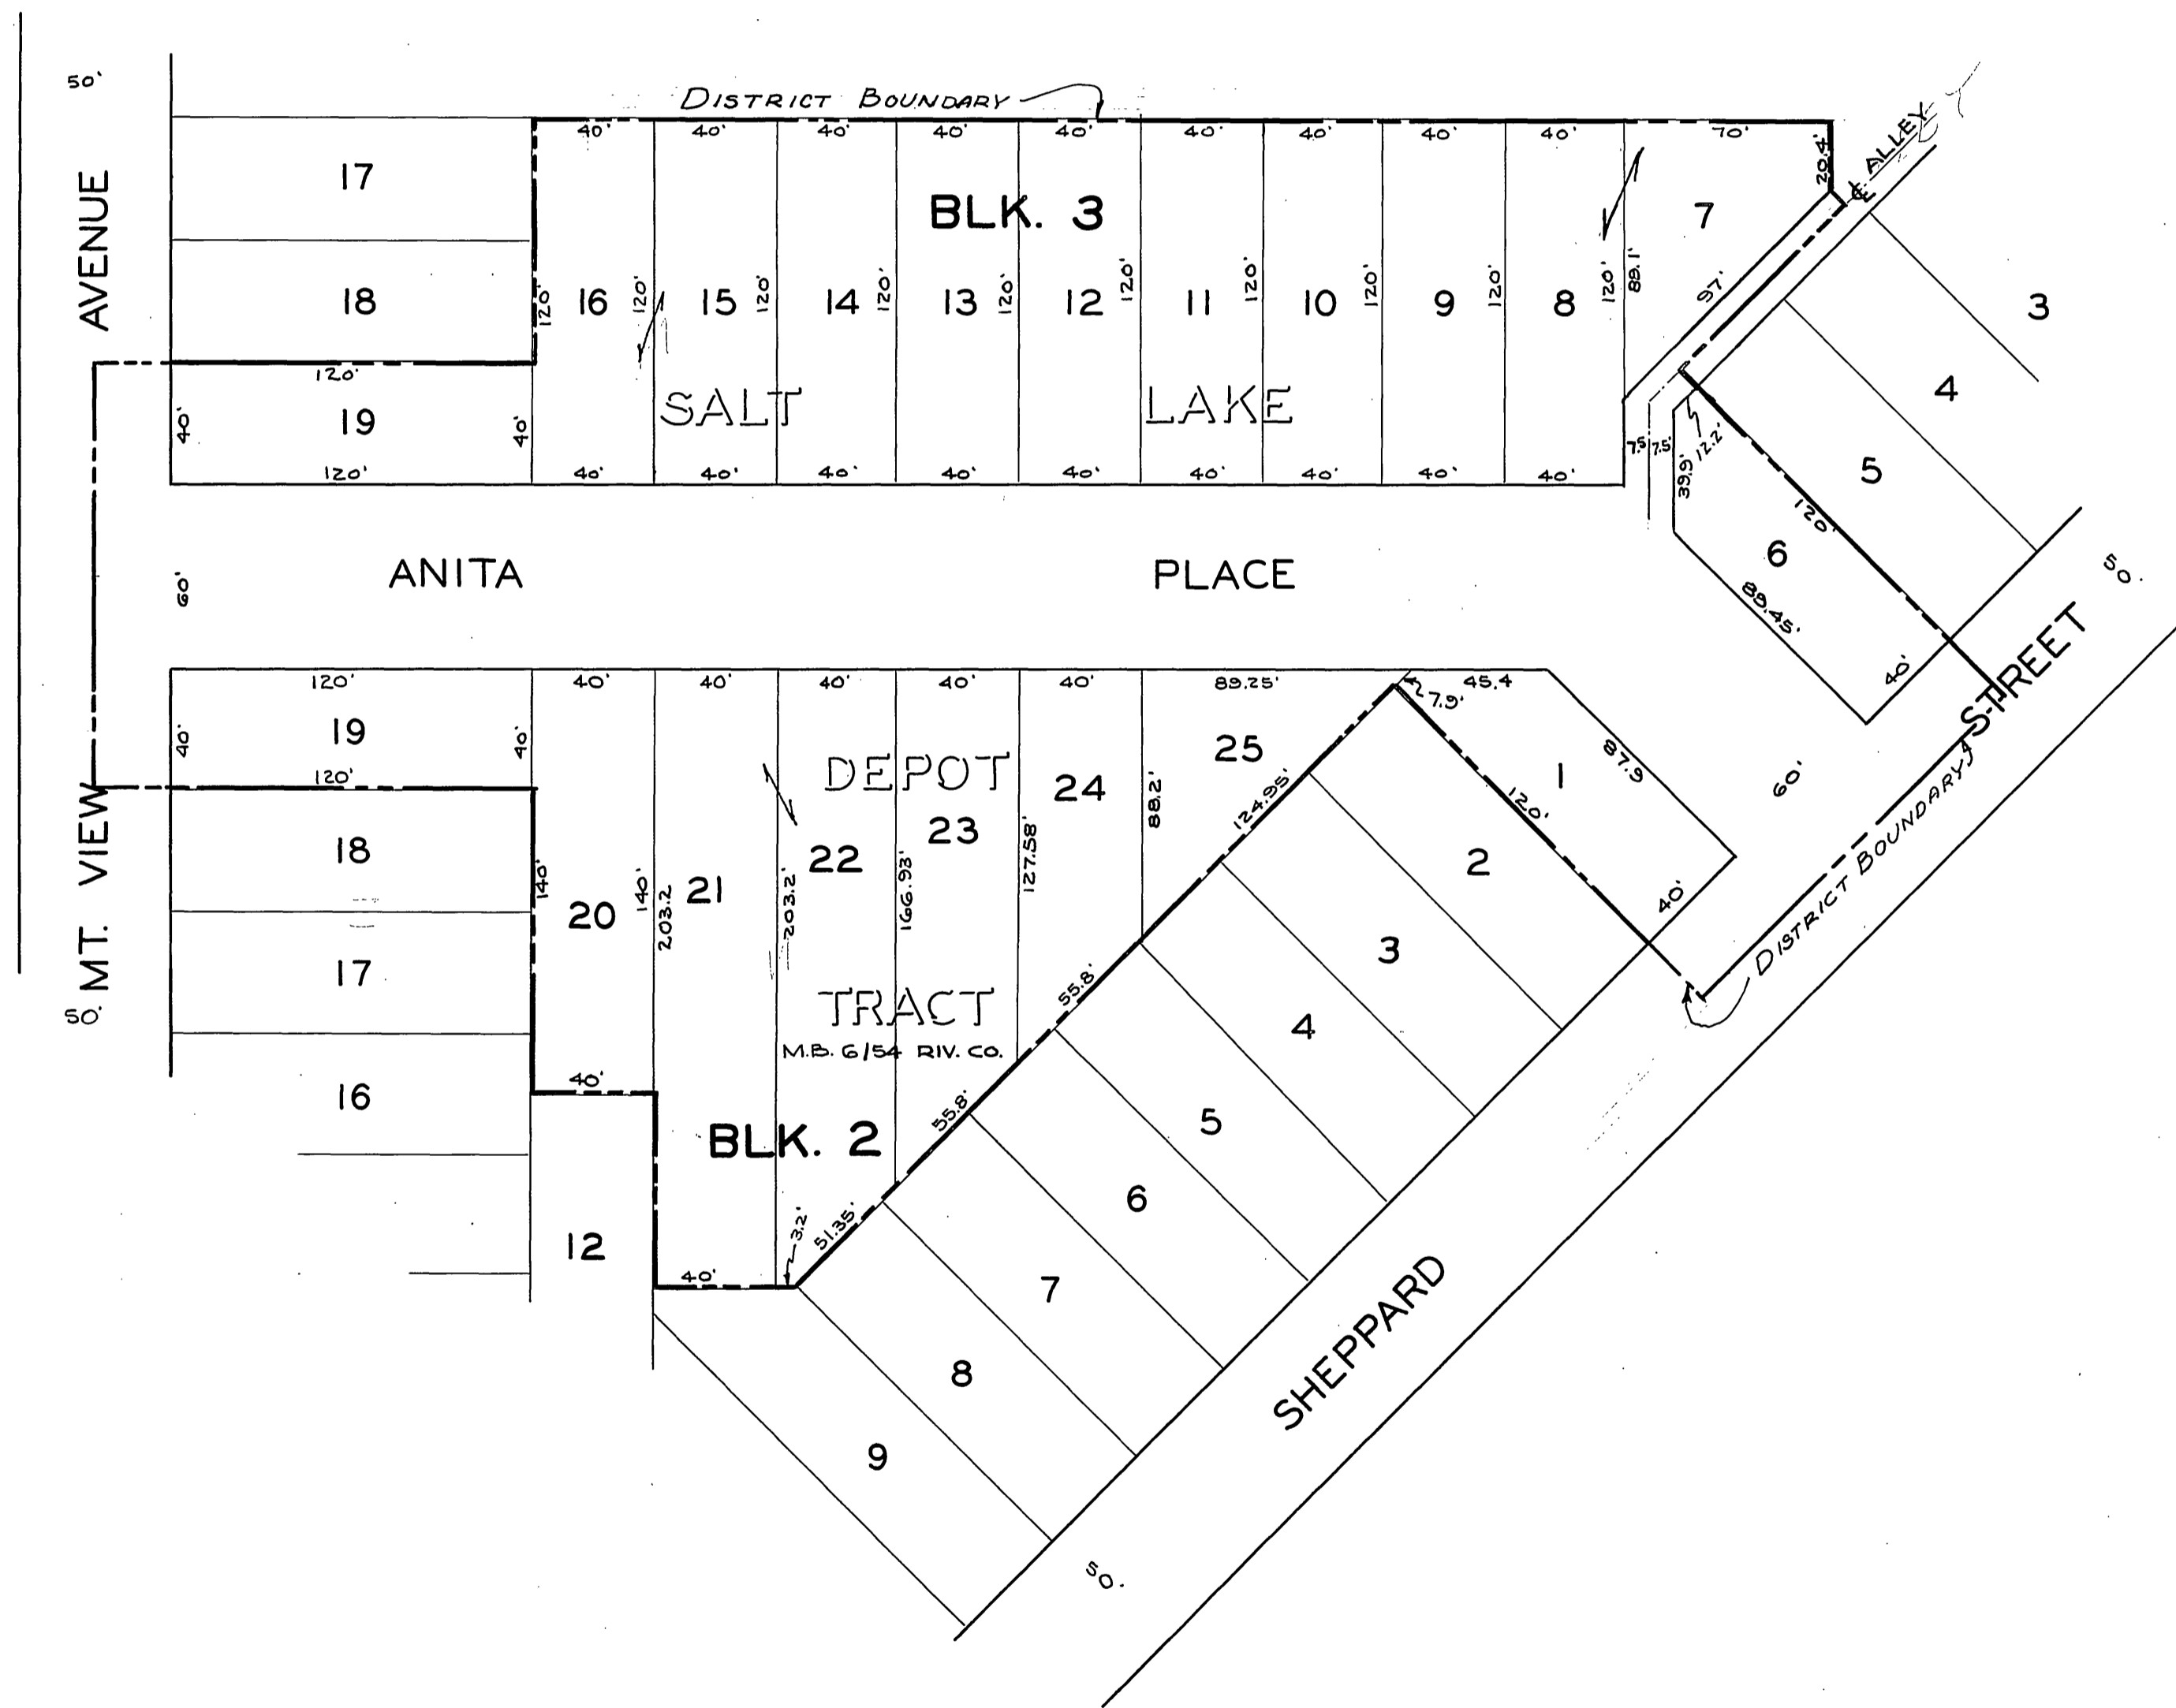 50'
DISTRICT BOUNDARY
40' 40' 40' 40' 40' 40' 40' 40' 40' 70'
20.4'
℄ ALLEY
AVENUE
17
BLK. 3
7
18
120' 16 120' 15 120' 14 120' 13 120' 12 120' 11 120' 10 120' 9 120' 8 120' 89.1'
97'
3
4
5
120'
40' 19 40'
120'
SALT LAKE
7.5' 7.5' 12.2'
39.9'
120'
6
89.45'
40'
40' 40' 40' 40' 40' 40' 40' 40' 40'
60'
ANITA PLACE
50.
STREET
120' 40' 40' 40' 40' 40' 89.25' 45.4
7.9'
40' 19 40'
120'
DEPOT
25
24
23
22
21
20
88.2'
124.95'
1
87.9
120'
60'
40'
DISTRICT BOUNDARY
MT. VIEW
50.
18
17
16
140' 140' 203.2 203.2' 166.93' 127.58'
2
3
4
5
6
7
8
9
TRACT
M.B. 6/54 RIV. CO.
55.8'
55.8'
51.35'
3.2'
40'
BLK. 2
12
40'
SHEPPARD
50.